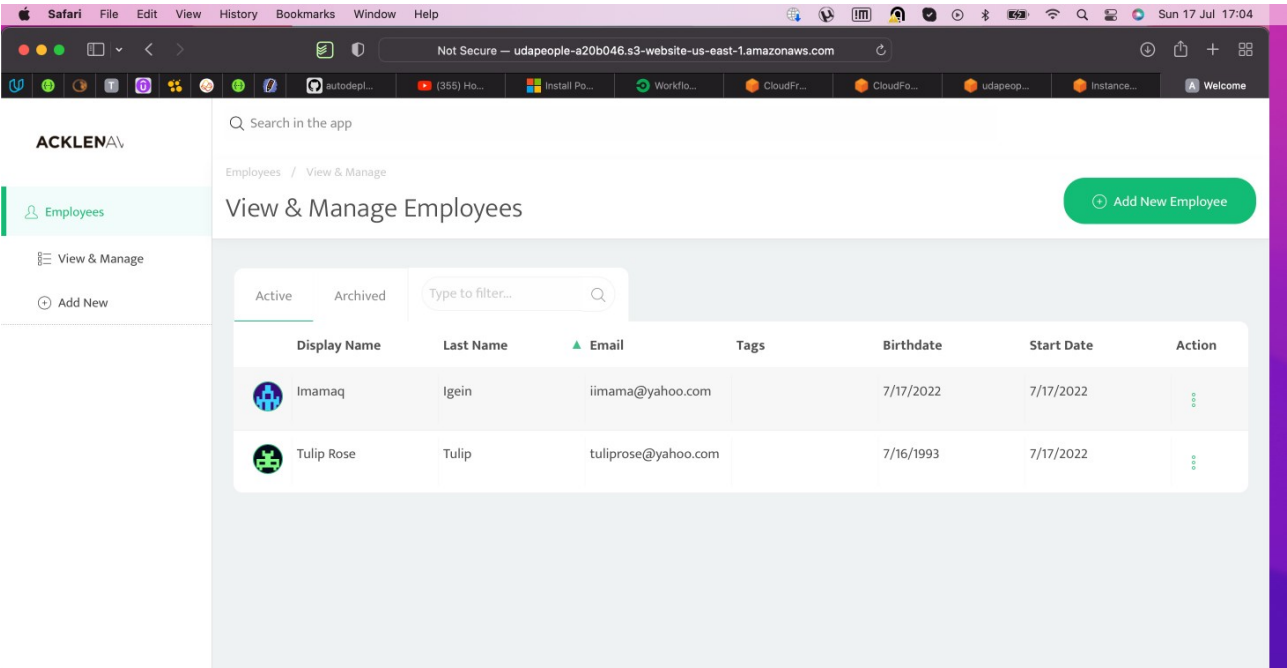 Safari File Edit View History Bookmarks Window Help Sun 17 Jul 17:04
Not Secure — udapeople-a20b046.s3-website-us-east-1.amazonaws.com
autodepl... (355) Ho... Install Po... Workflo... CloudFr... CloudFo... udapeop... Instance... A Welcome
ACKLENAV
Search in the app
Employees / View & Manage
View & Manage Employees
Add New Employee
Employees
View & Manage
Add New
Active Archived Type to filter...
Display Name Last Name ▲ Email Tags Birthdate Start Date Action
Imamaq Igein iimama@yahoo.com 7/17/2022 7/17/2022
Tulip Rose Tulip tuliprose@yahoo.com 7/16/1993 7/17/2022